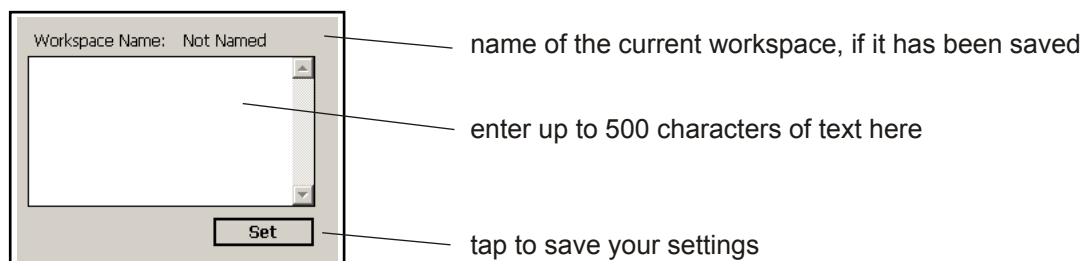 Workspace Name: Not Named
name of the current workspace, if it has been saved
enter up to 500 characters of text here
Set
tap to save your settings